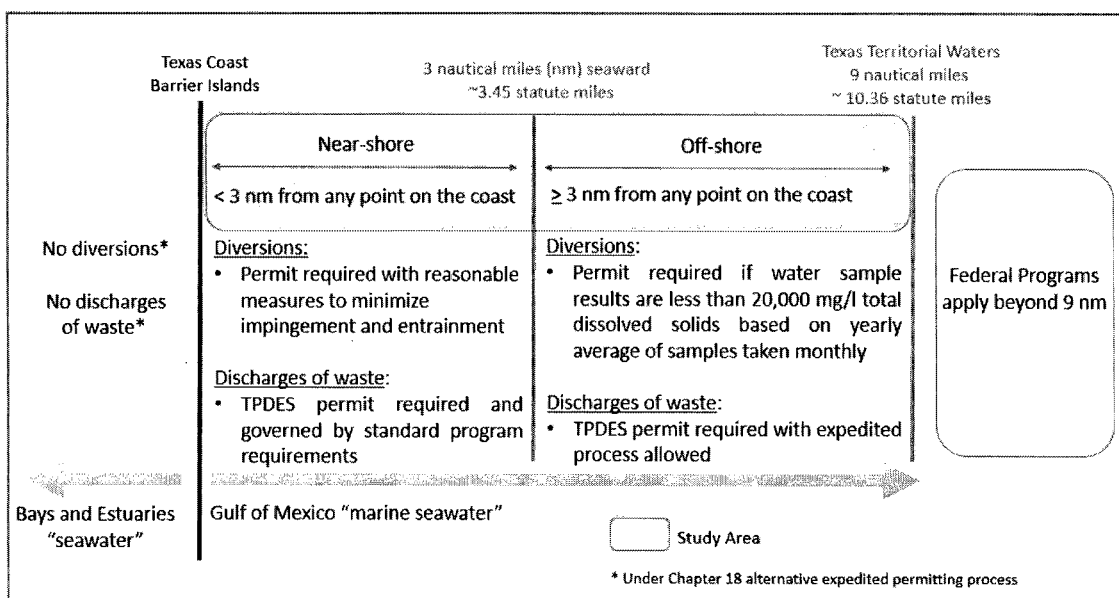 Texas Coast
Barrier Islands
3 nautical miles (nm) seaward
~3.45 statute miles
Texas Territorial Waters
9 nautical miles
~ 10.36 statute miles
Near-shore
< 3 nm from any point on the coast
Off-shore
≥ 3 nm from any point on the coast
No diversions*
No discharges
of waste*
Diversions:
• Permit required with reasonable
measures to minimize
impingement and entrainment
Discharges of waste:
• TPDES permit required and
governed by standard program
requirements
Diversions:
• Permit required if water sample
results are less than 20,000 mg/l total
dissolved solids based on yearly
average of samples taken monthly
Discharges of waste:
• TPDES permit required with expedited
process allowed
Federal Programs
apply beyond 9 nm
Bays and Estuaries
“seawater”
Gulf of Mexico “marine seawater”
Study Area
* Under Chapter 18 alternative expedited permitting process